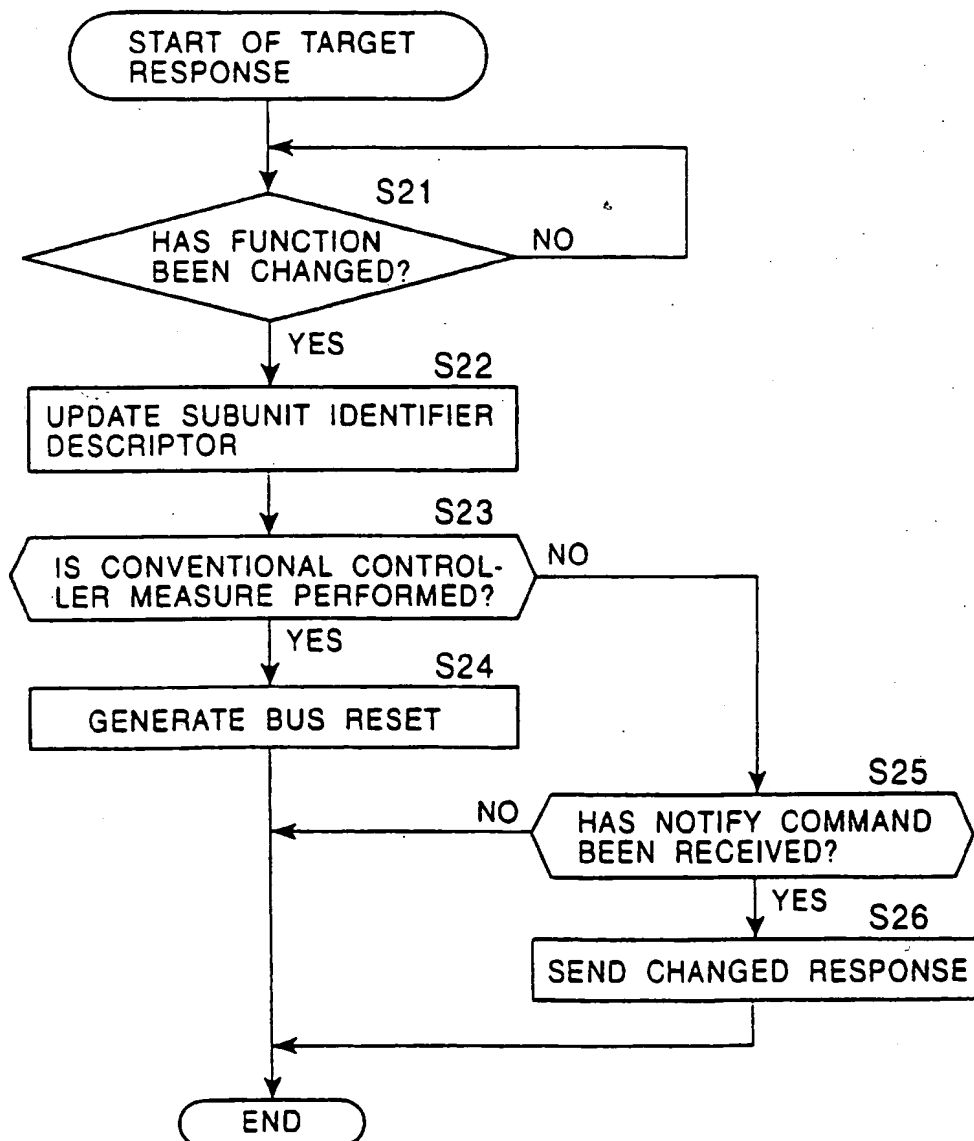 START OF TARGET
RESPONSE
S21
HAS FUNCTION
BEEN CHANGED?
NO
YES
S22
UPDATE SUBUNIT IDENTIFIER
DESCRIPTOR
S23
IS CONVENTIONAL CONTROL-
LER MEASURE PERFORMED?
NO
YES
S24
GENERATE BUS RESET
S25
NO
HAS NOTIFY COMMAND
BEEN RECEIVED?
YES
S26
SEND CHANGED RESPONSE
END